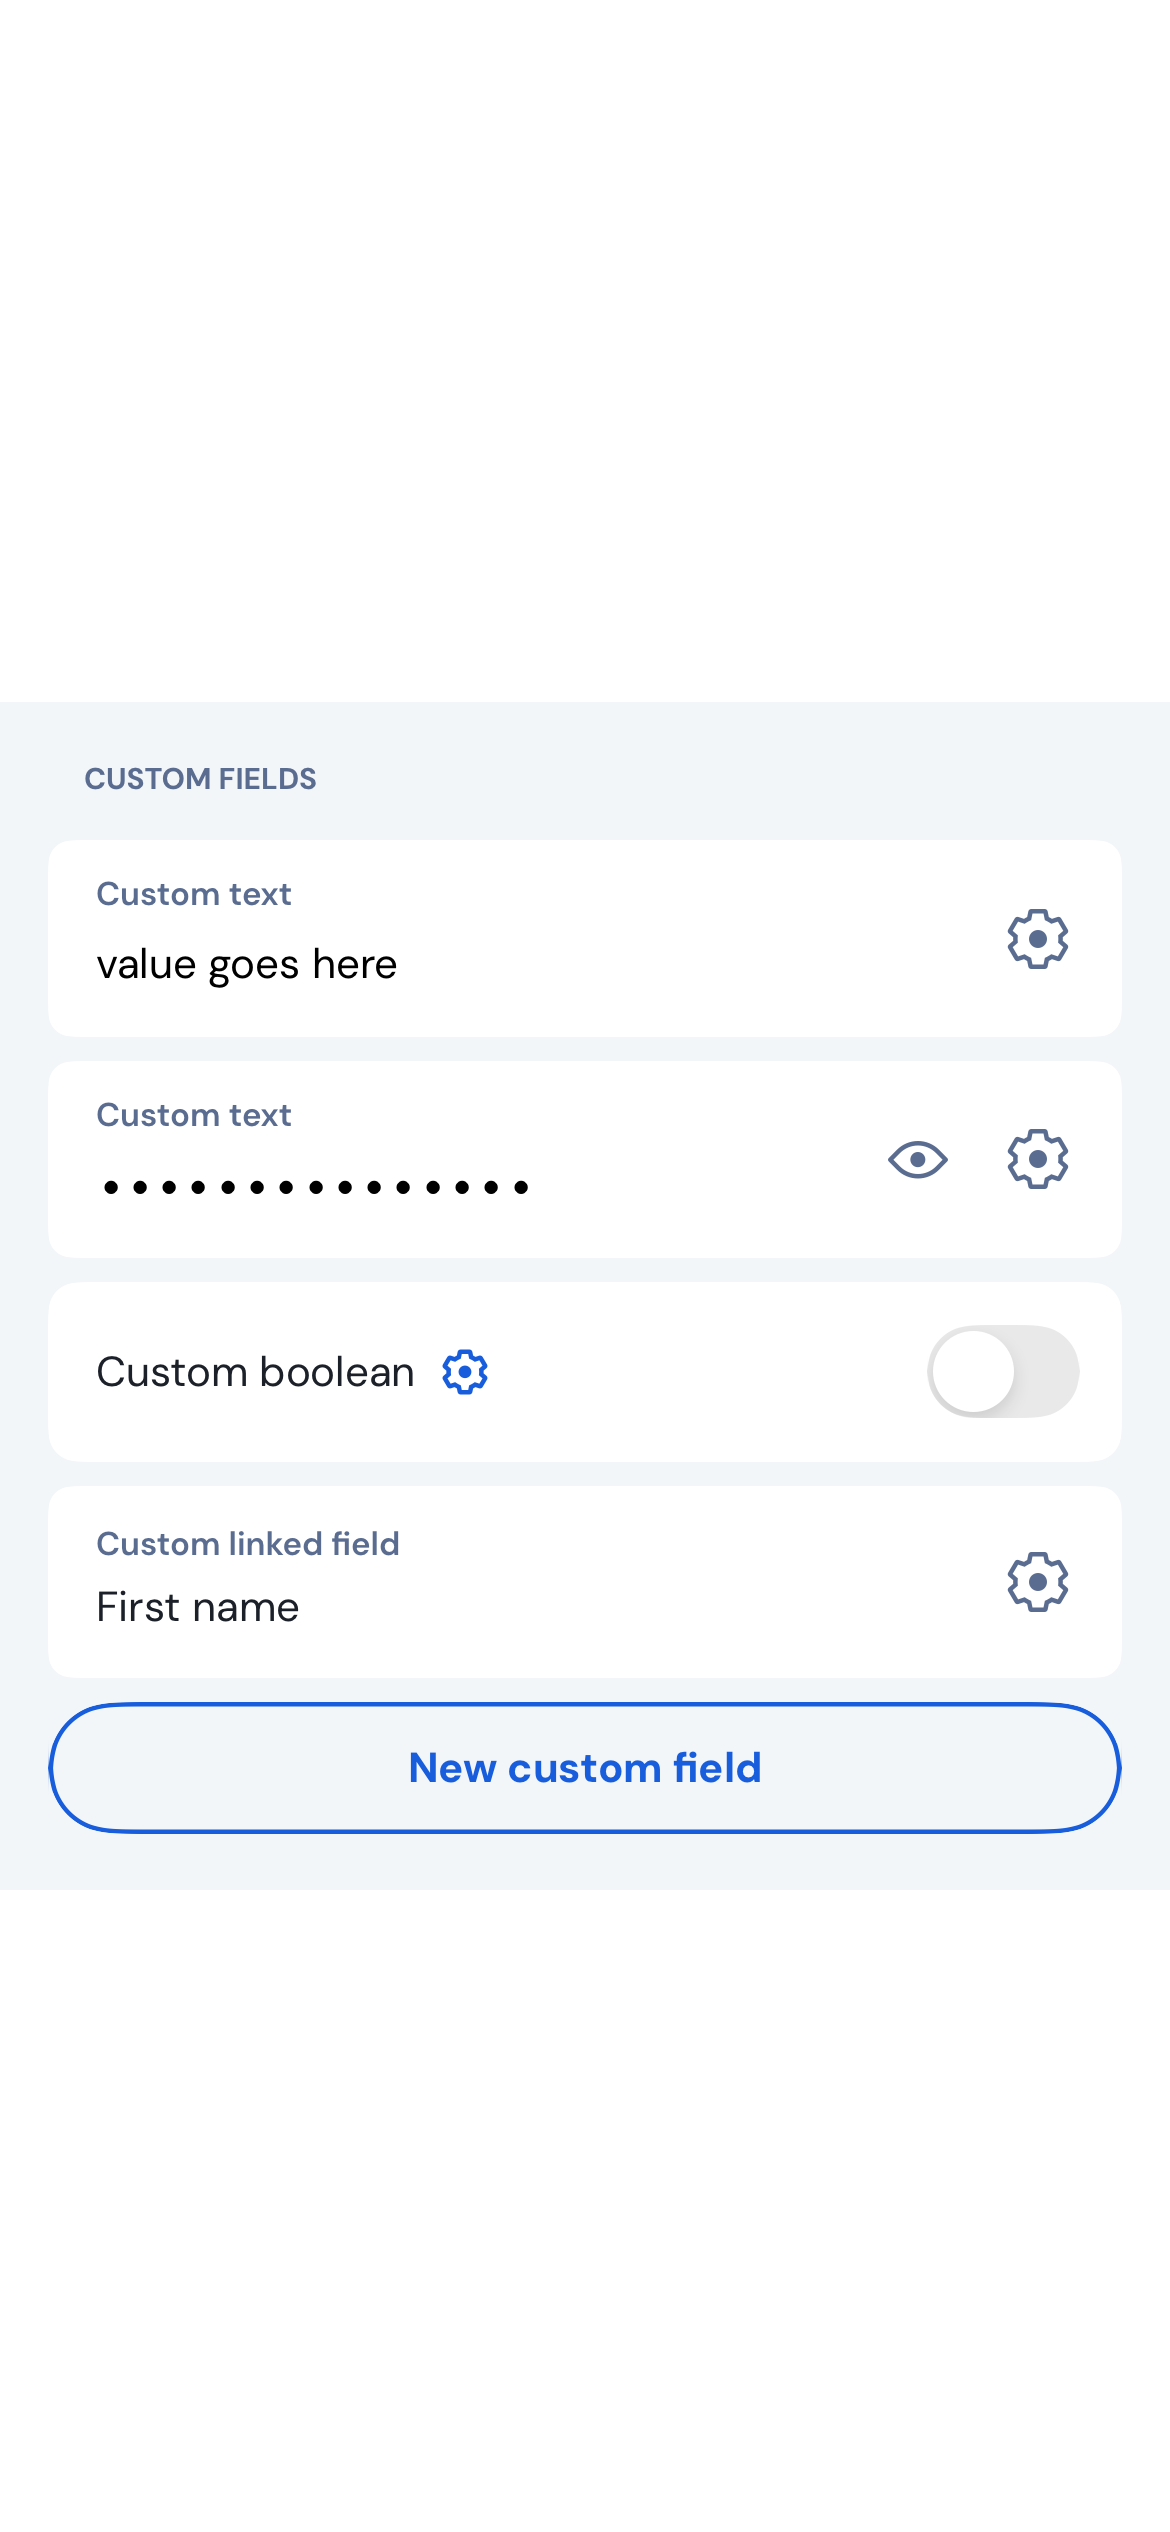 CUSTOM FIELDS
Custom text
value goes here
Custom text
•••••••••••••••
Custom boolean
Custom linked field
First name
New custom field